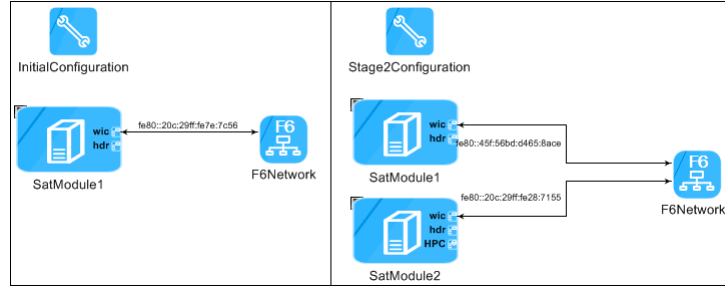 InitialConfiguration
wic
hdr
fe80::20c:29ff:fe7e:7c56
F6
F6Network
SatModule1
Stage2Configuration
wic
hdr
fe80::45f:56bd:d465:8ace
SatModule1
F6
F6Network
fe80::20c:29ff:fe28:7155
wic
hdr
HPC
SatModule2